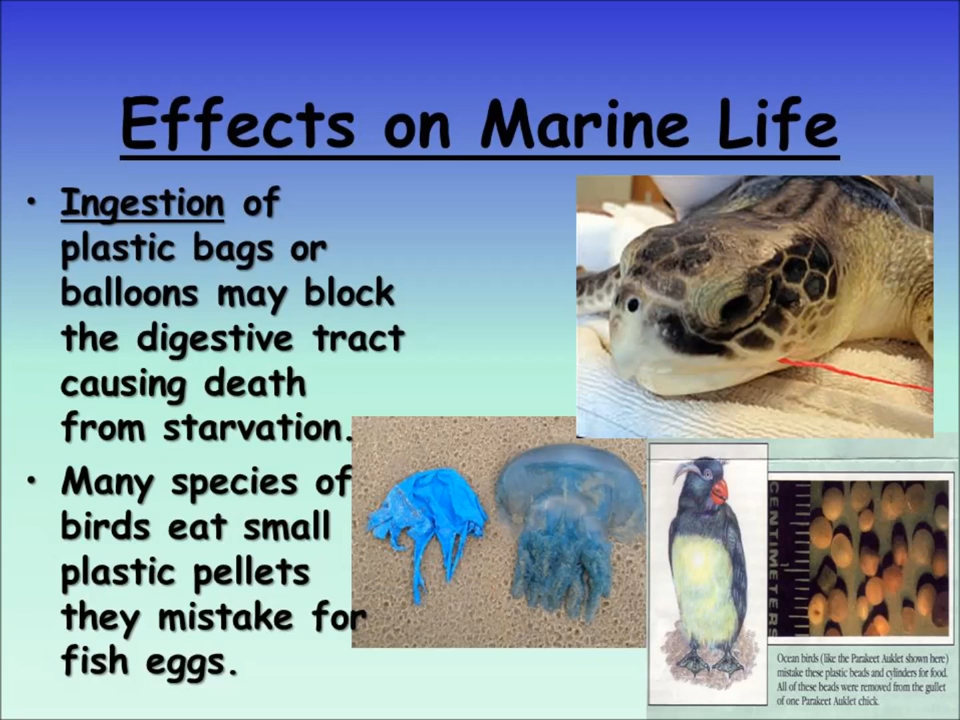 Effects on Marine Life
• Ingestion of
plastic bags or
balloons may block
the digestive tract
causing death
from starvation.
• Many species of
birds eat small
plastic pellets
they mistake for
fish eggs.
CENTIMETERS
Ocean birds (like the Parakeet Auklet shown here)
mistake these plastic beads and cylinders for food.
All of these beads were removed from the gullet
of one Parakeet Auklet chick.